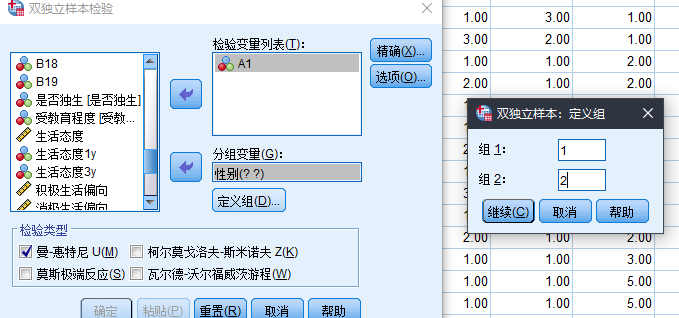 双独立样本检验
检验变量列表(T)：
A1
精确(X)...
选项(O)...
B18
B19
是否独生 [是否独生]
受教育程度 [受教...
生活态度
生活态度1y
生活态度3y
积极生活偏向
消极生活偏向
分组变量(G)：
性别(? ?)
定义组(D)...
检验类型
曼-惠特尼 U(M)
柯尔莫戈洛夫-斯米诺夫 Z(K)
莫斯极端反应(S)
瓦尔德-沃尔福威茨游程(W)
确定
粘贴(P)
重置(R)
取消
帮助
1.00 3.00 1.00
3.00 2.00 2.00
1.00 2.00 1.00
2.00 1.00 2.00
双独立样本：定义组
组 1：
1
组 2：
2
继续(C)
取消
帮助
2.00 1.00 2.00
1.00 1.00 3.00
1.00 1.00 5.00
1.00 1.00 5.00